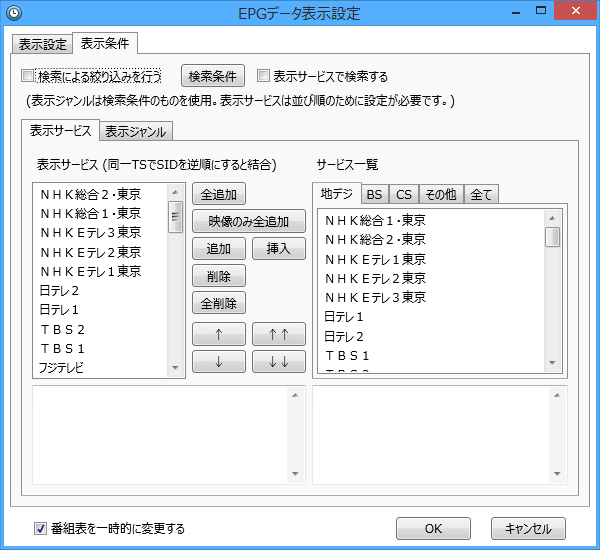 EPGデータ表示設定
表示設定 表示条件
検索による絞り込みを行う 検索条件 表示サービスで検索する
(表示ジャンルは検索条件のものを使用。表示サービスは並び順のために設定が必要です。)
表示サービス 表示ジャンル
表示サービス (同一TSでSIDを逆順にすると結合)
サービス一覧
ＮＨＫ総合２・東京
ＮＨＫ総合１・東京
ＮＨＫＥテレ３東京
ＮＨＫＥテレ２東京
ＮＨＫＥテレ１東京
日テレ２
日テレ１
ＴＢＳ２
ＴＢＳ１
フジテレビ
全追加
映像のみ全追加
追加 挿入
削除
全削除
↑ ↑↑
↓ ↓↓
地デジ BS CS その他 全て
ＮＨＫ総合１・東京
ＮＨＫ総合２・東京
ＮＨＫＥテレ１東京
ＮＨＫＥテレ２東京
ＮＨＫＥテレ３東京
日テレ１
日テレ２
ＴＢＳ１
番組表を一時的に変更する OK キャンセル